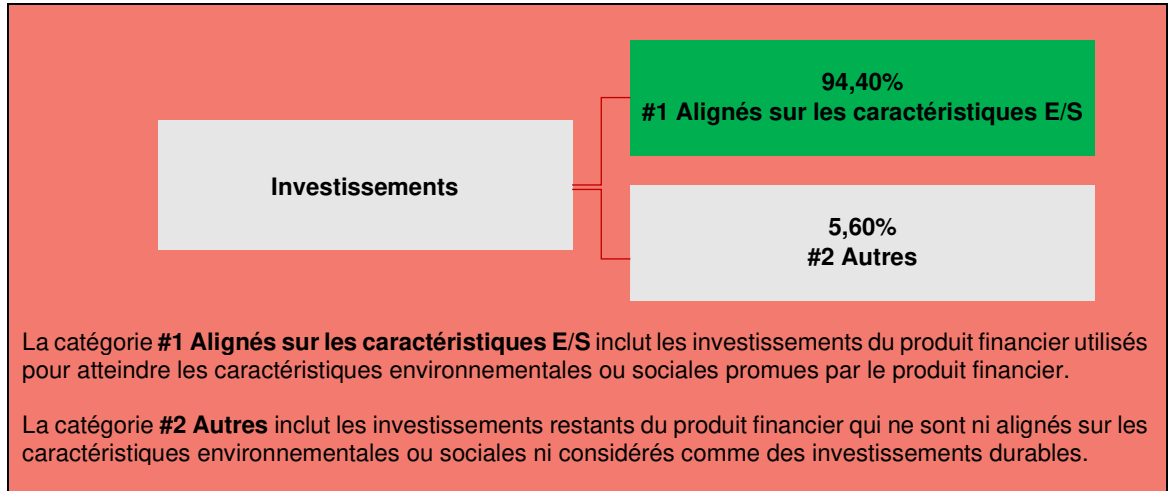 94,40%
#1 Alignés sur les caractéristiques E/S
Investissements
5,60%
#2 Autres
La catégorie #1 Alignés sur les caractéristiques E/S inclut les investissements du produit financier utilisés
pour atteindre les caractéristiques environnementales ou sociales promues par le produit financier.
La catégorie #2 Autres inclut les investissements restants du produit financier qui ne sont ni alignés sur les
caractéristiques environnementales ou sociales ni considérés comme des investissements durables.